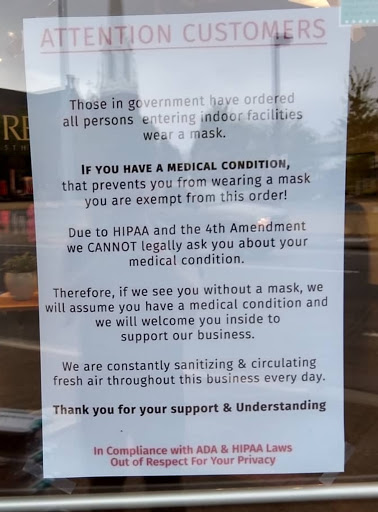 ATTENTION CUSTOMERS
Those in government have ordered
all persons entering indoor facilities
wear a mask.
IF YOU HAVE A MEDICAL CONDITION,
that prevents you from wearing a mask
you are exempt from this order!
Due to HIPAA and the 4th Amendment
we CANNOT legally ask you about your
medical condition.
Therefore, if we see you without a mask, we
will assume you have a medical condition and
we will welcome you inside to
support our business.
We are constantly sanitizing & circulating
fresh air throughout this business every day.
Thank you for your support & Understanding
In Compliance with ADA & HIPAA Laws
Out of Respect For Your Privacy